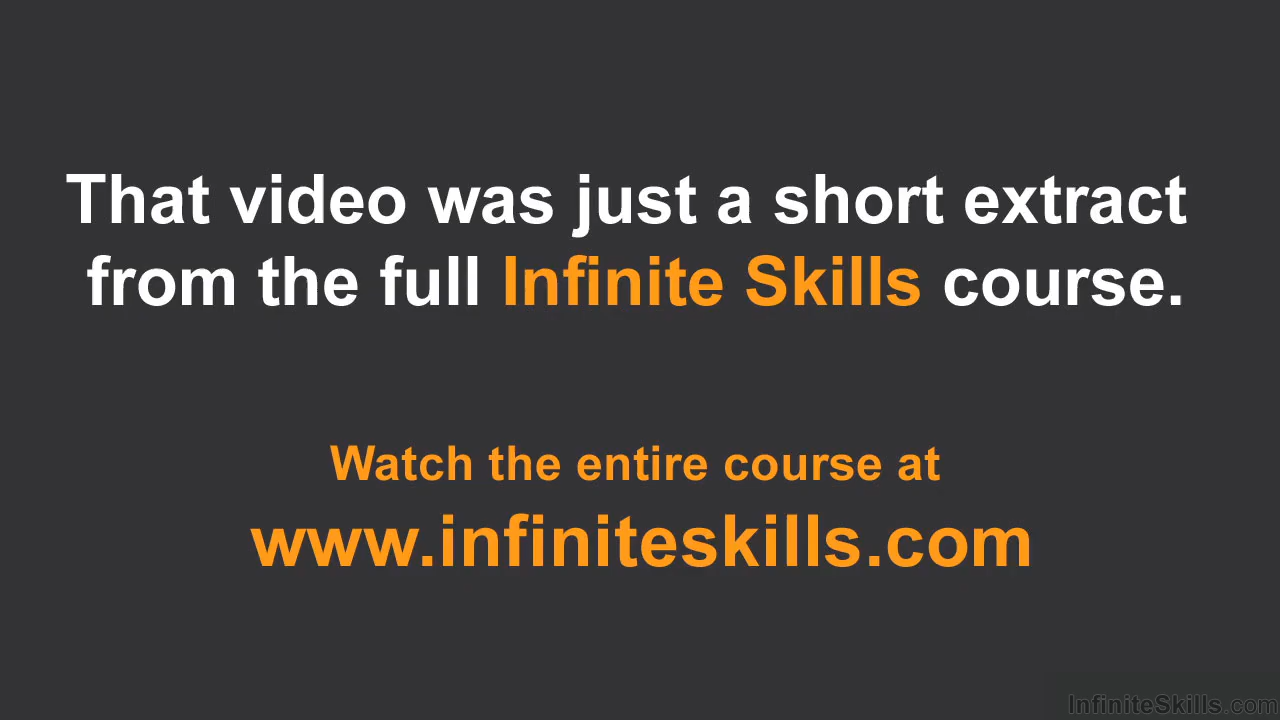 That video was just a short extract
from the full Infinite Skills course.
Watch the entire course at
www.infiniteskills.com
InfiniteSkills.com